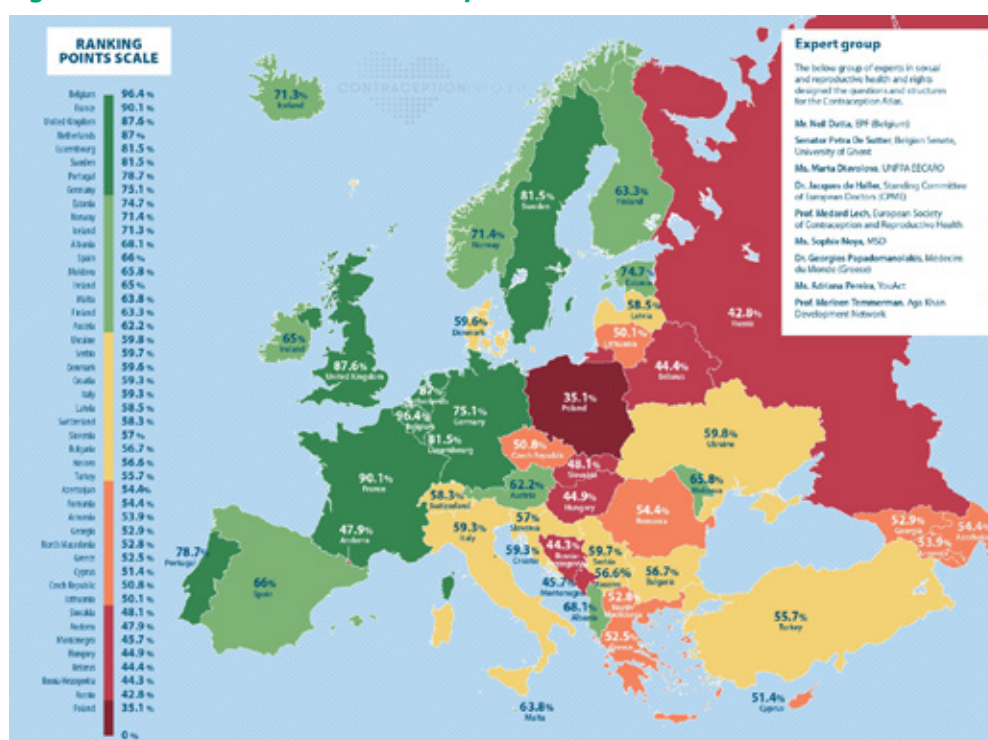 RANKING
POINTS SCALE
Belgium 96.4 %
France 90.1 %
United Kingdom 87.6 %
Netherlands 87 %
Luxembourg 81.5 %
Sweden 81.5 %
Portugal 78.7 %
Germany 75.1 %
Estonia 74.7 %
Norway 71.4 %
Iceland 71.3 %
Albania 68.1 %
Spain 66 %
Moldova 65.8 %
Ireland 65 %
Malta 63.8 %
Finland 63.3 %
Austria 62.2 %
Ukraine 59.8 %
Serbia 59.7 %
Denmark 59.6 %
Croatia 59.3 %
Italy 59.3 %
Latvia 58.5 %
Switzerland 58.3 %
Slovenia 57 %
Bulgaria 56.7 %
Kosovo 56.6 %
Turkey 55.7 %
Azerbaijan 54.4%
Romania 54.4 %
Armenia 53.9 %
Georgia 52.9 %
North Macedonia 52.8 %
Greece 52.5 %
Cyprus 51.4 %
Czech Republic 50.8 %
Lithuania 50.1 %
Slovakia 48.1 %
Andorra 47.9 %
Montenegro 45.7 %
Hungary 44.9 %
Belarus 44.4 %
Bosnia-Herzegovina 44.3 %
Russia 42.8 %
Poland 35.1 %
0 %
CONTRACEPTIONINFO.EU
Expert group
The below group of experts in sexual
and reproductive health and rights
designed the questions and structures
for the Contraception Atlas.
Mr. Neil Datta, EPF (Belgium)
Senator Petra De Sutter, Belgian Senate,
University of Ghent
Ms. Marta Diavolova, UNFPA EECARO
Dr. Jacques de Haller, Standing Committee
of European Doctors (CPME)
Prof. Medard Lech, European Society
of Contraception and Reproductive Health
Ms. Sophie Neys, MSD
Dr. Georgios Papadomanolakis, Médecins
du Monde (Greece)
Ms. Adriana Pereira, YouAct
Prof. Marleen Temmerman, Aga Khan
Development Network
71.3%
Iceland
81.5%
Sweden
63.3%
Finland
71.4%
Norway
74.7%
Estonia
58.5%
Latvia
59.6%
Denmark
50.1%
Lithuania
42.8%
Russia
65%
Ireland
87.6%
United Kingdom
44.4%
Belarus
87%
Netherlands
96.4%
Belgium
75.1%
Germany
35.1%
Poland
81.5%
Luxembourg
50.8%
Czech Republic
59.8%
Ukraine
48.1%
Slovakia
90.1%
France
62.2%
Austria
44.9%
Hungary
65.8%
Moldova
58.3%
Switzerland
54.4%
Romania
57%
Slovenia
47.9%
Andorra
59.3%
Italy
59.3%
Croatia
44.3%
Bosnia-
Herzegovina
59.7%
Serbia
52.9%
Georgia
54.4%
Azerbaijan
53.9%
Armenia
78.7%
Portugal
66%
Spain
45.7%
Montenegro
56.6%
Kosovo
56.7%
Bulgaria
68.1%
Albania
52.8%
North
Macedonia
52.5%
Greece
55.7%
Turkey
63.8%
Malta
51.4%
Cyprus